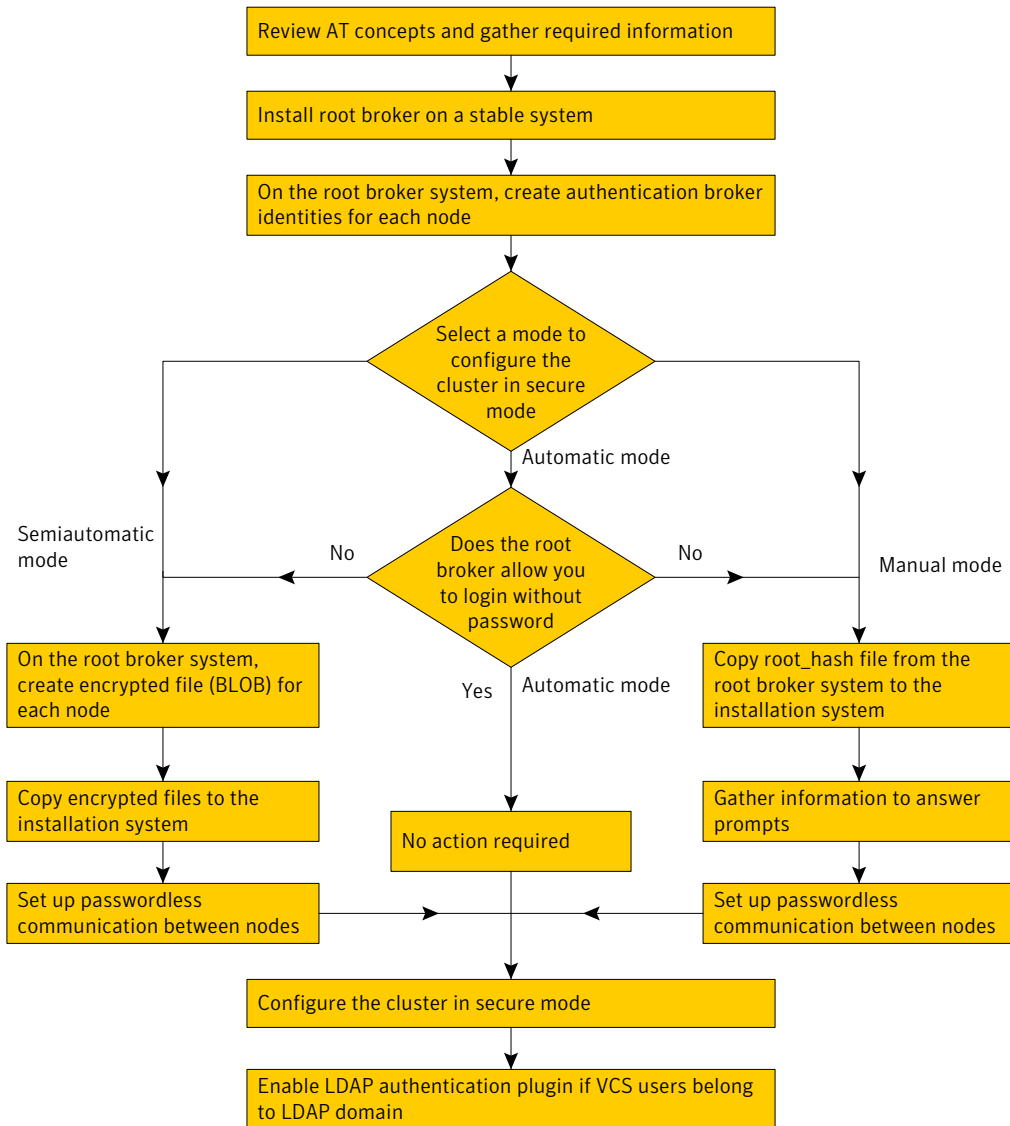 Review AT concepts and gather required information
Install root broker on a stable system
On the root broker system, create authentication broker
identities for each node
Select a mode to
configure the
cluster in secure
mode
Automatic mode
Semiautomatic
mode
No
Does the root
broker allow you
to login without
password
No
Manual mode
On the root broker system,
create encrypted file (BLOB) for
each node
Yes
Automatic mode
Copy root_hash file from the
root broker system to the
installation system
Copy encrypted files to the
installation system
No action required
Gather information to answer
prompts
Set up passwordless
communication between nodes
Set up passwordless
communication between nodes
Configure the cluster in secure mode
Enable LDAP authentication plugin if VCS users belong
to LDAP domain